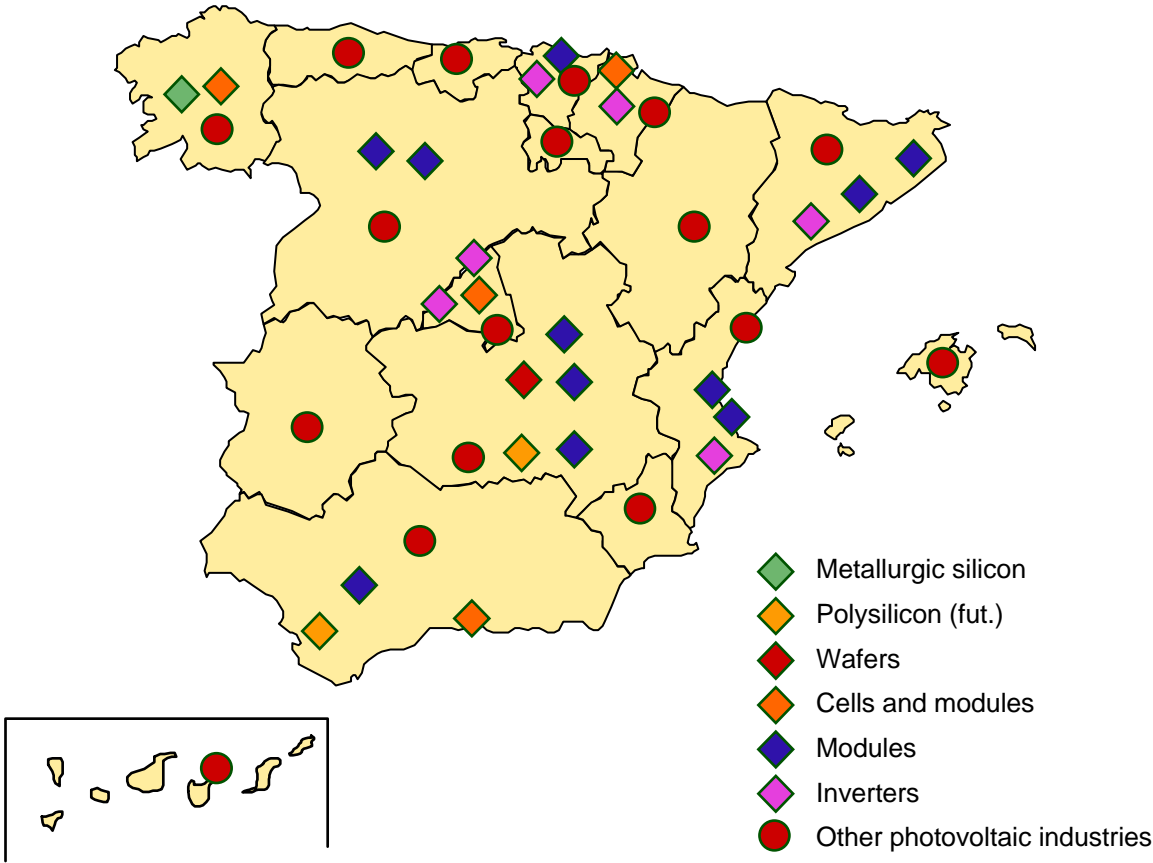 Metallurgic silicon
Polysilicon (fut.)
Wafers
Cells and modules
Modules
Inverters
Other photovoltaic industries